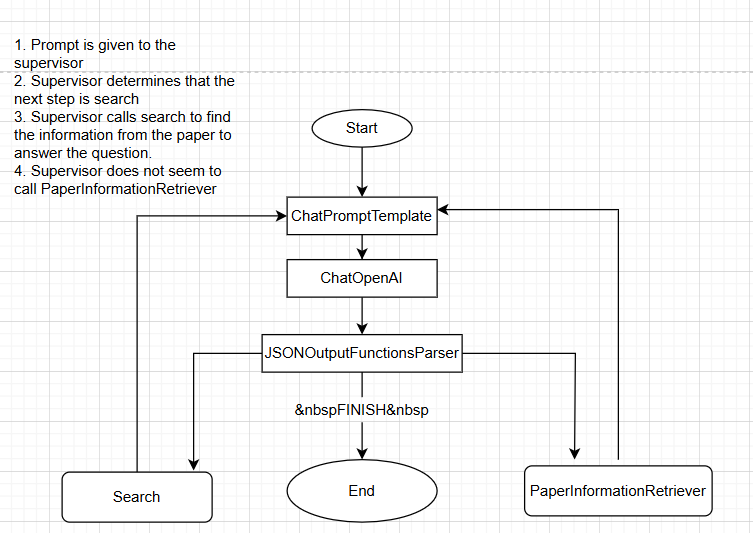 1. Prompt is given to the
supervisor
2. Supervisor determines that the
next step is search
3. Supervisor calls search to find
the information from the paper to
answer the question.
4. Supervisor does not seem to
call PaperInformationRetriever
Start
ChatPromptTemplate
ChatOpenAI
JSONOutputFunctionsParser
&nbspFINISH&nbsp
Search
End
PaperInformationRetriever